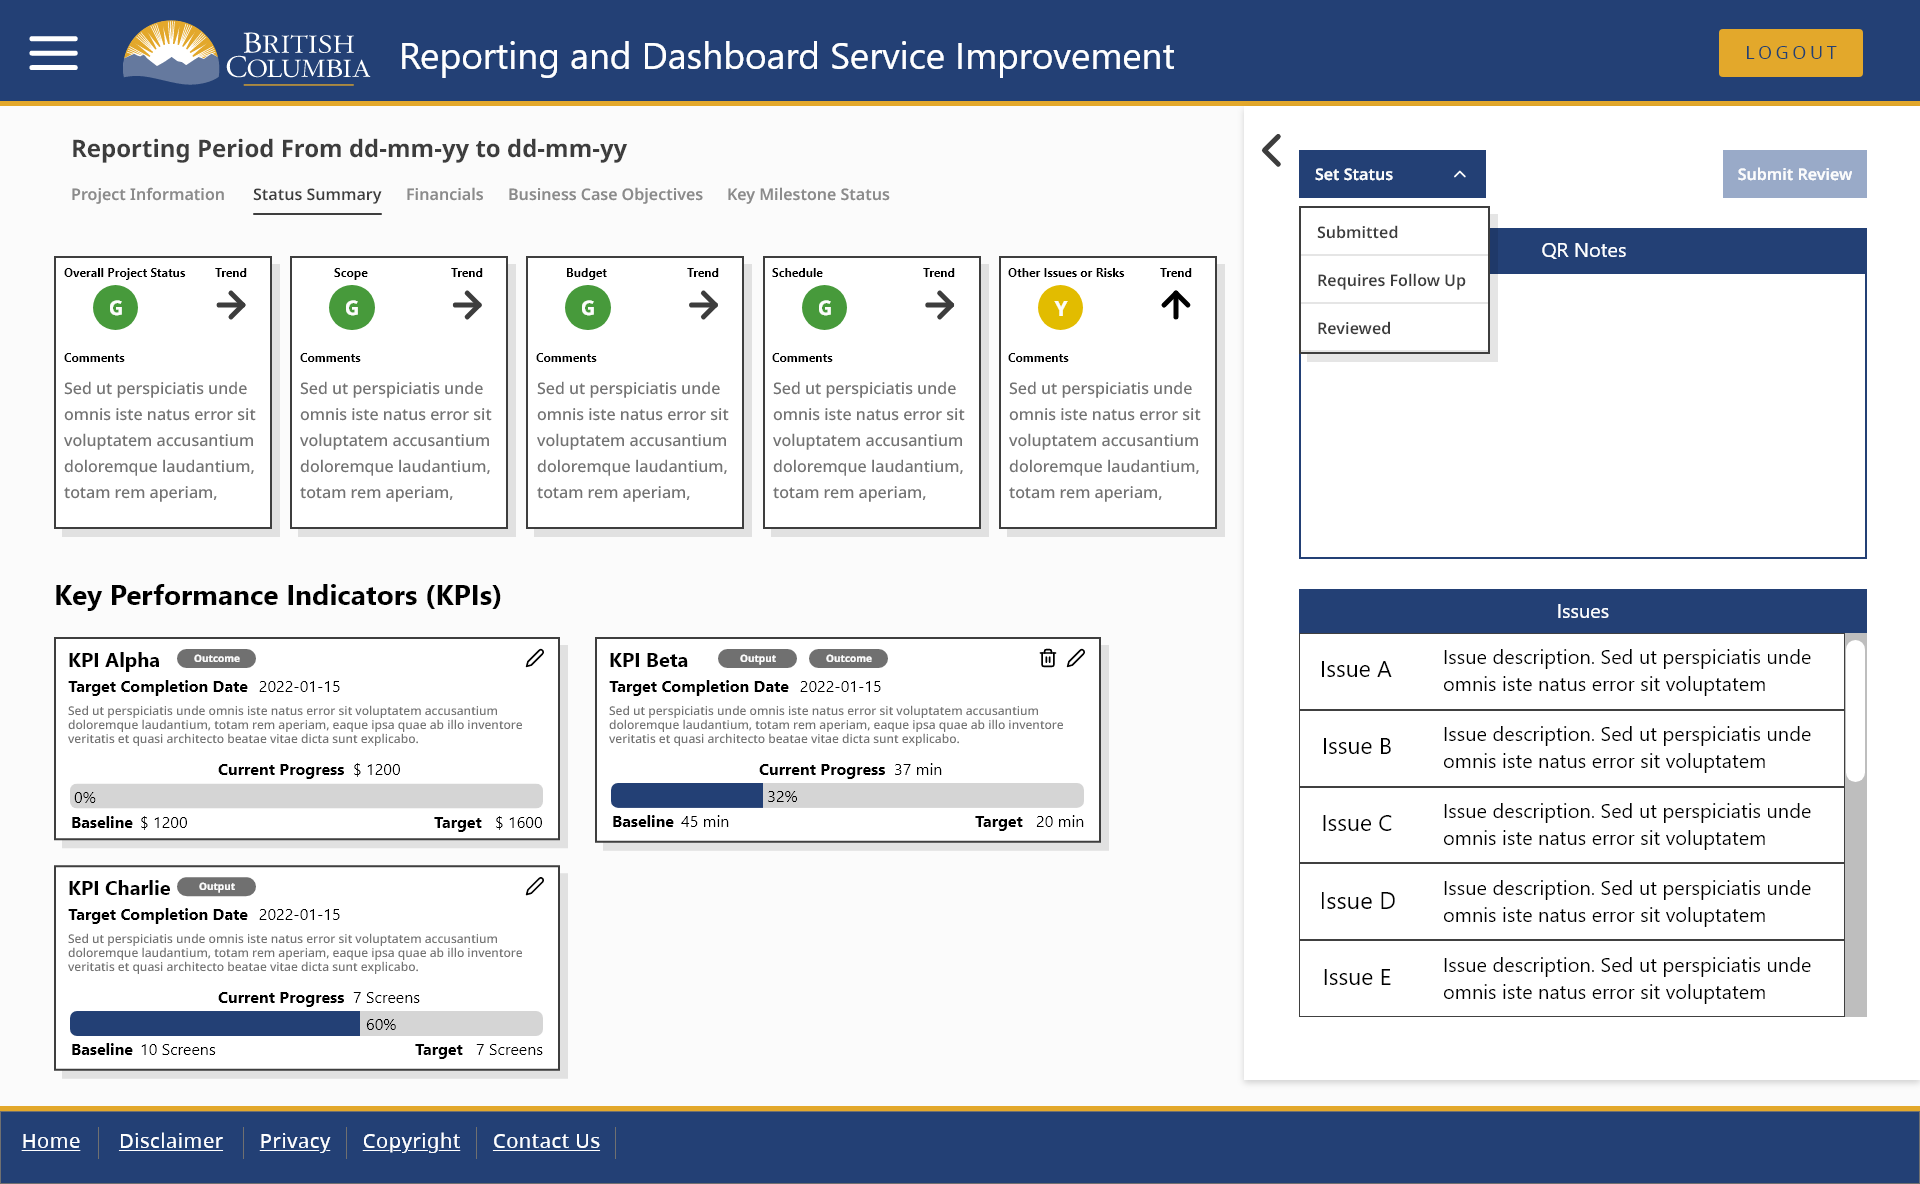 BRITISH
COLUMBIA
Reporting and Dashboard Service Improvement
LOGOUT
Reporting Period From dd-mm-yy to dd-mm-yy
Project Information Status Summary Financials Business Case Objectives Key Milestone Status
Overall Project Status Trend
G
Comments
Sed ut perspiciatis unde
omnis iste natus error sit
voluptatem accusantium
doloremque laudantium,
totam rem aperiam,
Scope Trend
G
Comments
Sed ut perspiciatis unde
omnis iste natus error sit
voluptatem accusantium
doloremque laudantium,
totam rem aperiam,
Budget Trend
G
Comments
Sed ut perspiciatis unde
omnis iste natus error sit
voluptatem accusantium
doloremque laudantium,
totam rem aperiam,
Schedule Trend
G
Comments
Sed ut perspiciatis unde
omnis iste natus error sit
voluptatem accusantium
doloremque laudantium,
totam rem aperiam,
Other Issues or Risks Trend
Y
Comments
Sed ut perspiciatis unde
omnis iste natus error sit
voluptatem accusantium
doloremque laudantium,
totam rem aperiam,
Key Performance Indicators (KPIs)
KPI Alpha Outcome
Target Completion Date 2022-01-15
Sed ut perspiciatis unde omnis iste natus error sit voluptatem accusantium
doloremque laudantium, totam rem aperiam, eaque ipsa quae ab illo inventore
veritatis et quasi architecto beatae vitae dicta sunt explicabo.
Current Progress $ 1200
0%
Baseline $ 1200 Target $ 1600
KPI Beta Output Outcome
Target Completion Date 2022-01-15
Sed ut perspiciatis unde omnis iste natus error sit voluptatem accusantium
doloremque laudantium, totam rem aperiam, eaque ipsa quae ab illo inventore
veritatis et quasi architecto beatae vitae dicta sunt explicabo.
Current Progress 37 min
32%
Baseline 45 min Target 20 min
KPI Charlie Output
Target Completion Date 2022-01-15
Sed ut perspiciatis unde omnis iste natus error sit voluptatem accusantium
doloremque laudantium, totam rem aperiam, eaque ipsa quae ab illo inventore
veritatis et quasi architecto beatae vitae dicta sunt explicabo.
Current Progress 7 Screens
60%
Baseline 10 Screens Target 7 Screens
Set Status
Submit Review
Submitted
Requires Follow Up
Reviewed
QR Notes
Issues
Issue A
Issue description. Sed ut perspiciatis unde
omnis iste natus error sit voluptatem
Issue B
Issue description. Sed ut perspiciatis unde
omnis iste natus error sit voluptatem
Issue C
Issue description. Sed ut perspiciatis unde
omnis iste natus error sit voluptatem
Issue D
Issue description. Sed ut perspiciatis unde
omnis iste natus error sit voluptatem
Issue E
Issue description. Sed ut perspiciatis unde
omnis iste natus error sit voluptatem
Home Disclaimer Privacy Copyright Contact Us